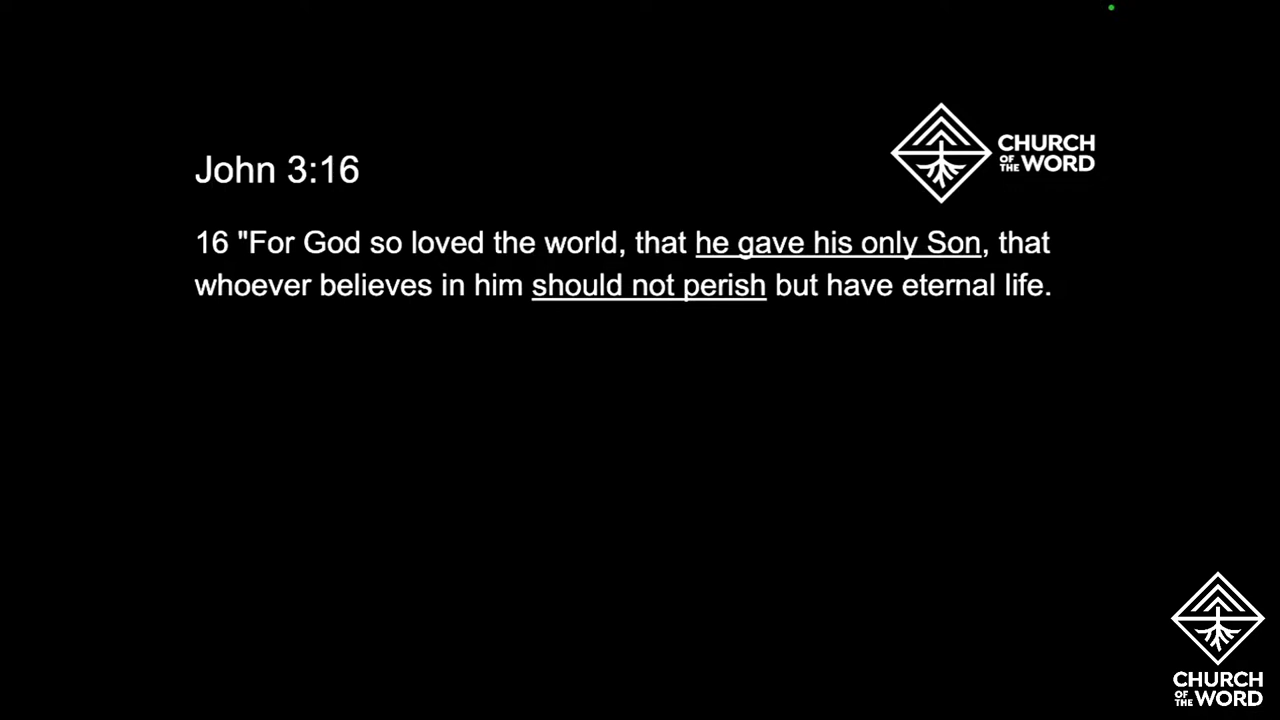 John 3:16
CHURCH
OF THE WORD
16 "For God so loved the world, that he gave his only Son, that
whoever believes in him should not perish but have eternal life.
CHURCH
OF THE WORD